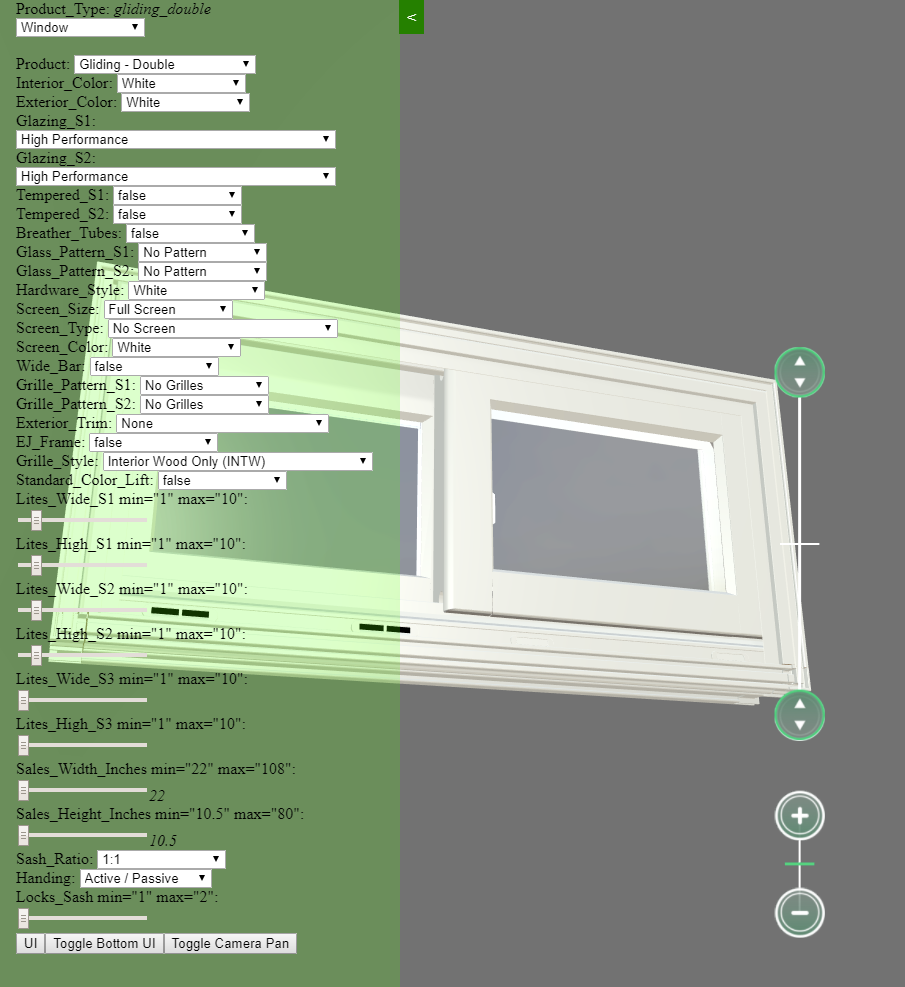 Product_Type: gliding_double
Window
Product: Gliding - Double
Interior_Color: White
Exterior_Color: White
Glazing_S1:
High Performance
Glazing_S2:
High Performance
Tempered_S1: false
Tempered_S2: false
Breather_Tubes: false
Glass_Pattern_S1: No Pattern
Glass_Pattern_S2: No Pattern
Hardware_Style: White
Screen_Size: Full Screen
Screen_Type: No Screen
Screen_Color: White
Wide_Bar: false
Grille_Pattern_S1: No Grilles
Grille_Pattern_S2: No Grilles
Exterior_Trim: None
EJ_Frame: false
Grille_Style: Interior Wood Only (INTW)
Standard_Color_Lift: false
Lites_Wide_S1 min="1" max="10":
Lites_High_S1 min="1" max="10":
Lites_Wide_S2 min="1" max="10":
Lites_High_S2 min="1" max="10":
Lites_Wide_S3 min="1" max="10":
Lites_High_S3 min="1" max="10":
Sales_Width_Inches min="22" max="108":
22
Sales_Height_Inches min="10.5" max="80":
10.5
Sash_Ratio: 1:1
Handing: Active / Passive
Locks_Sash min="1" max="2":
UI Toggle Bottom UI Toggle Camera Pan
<